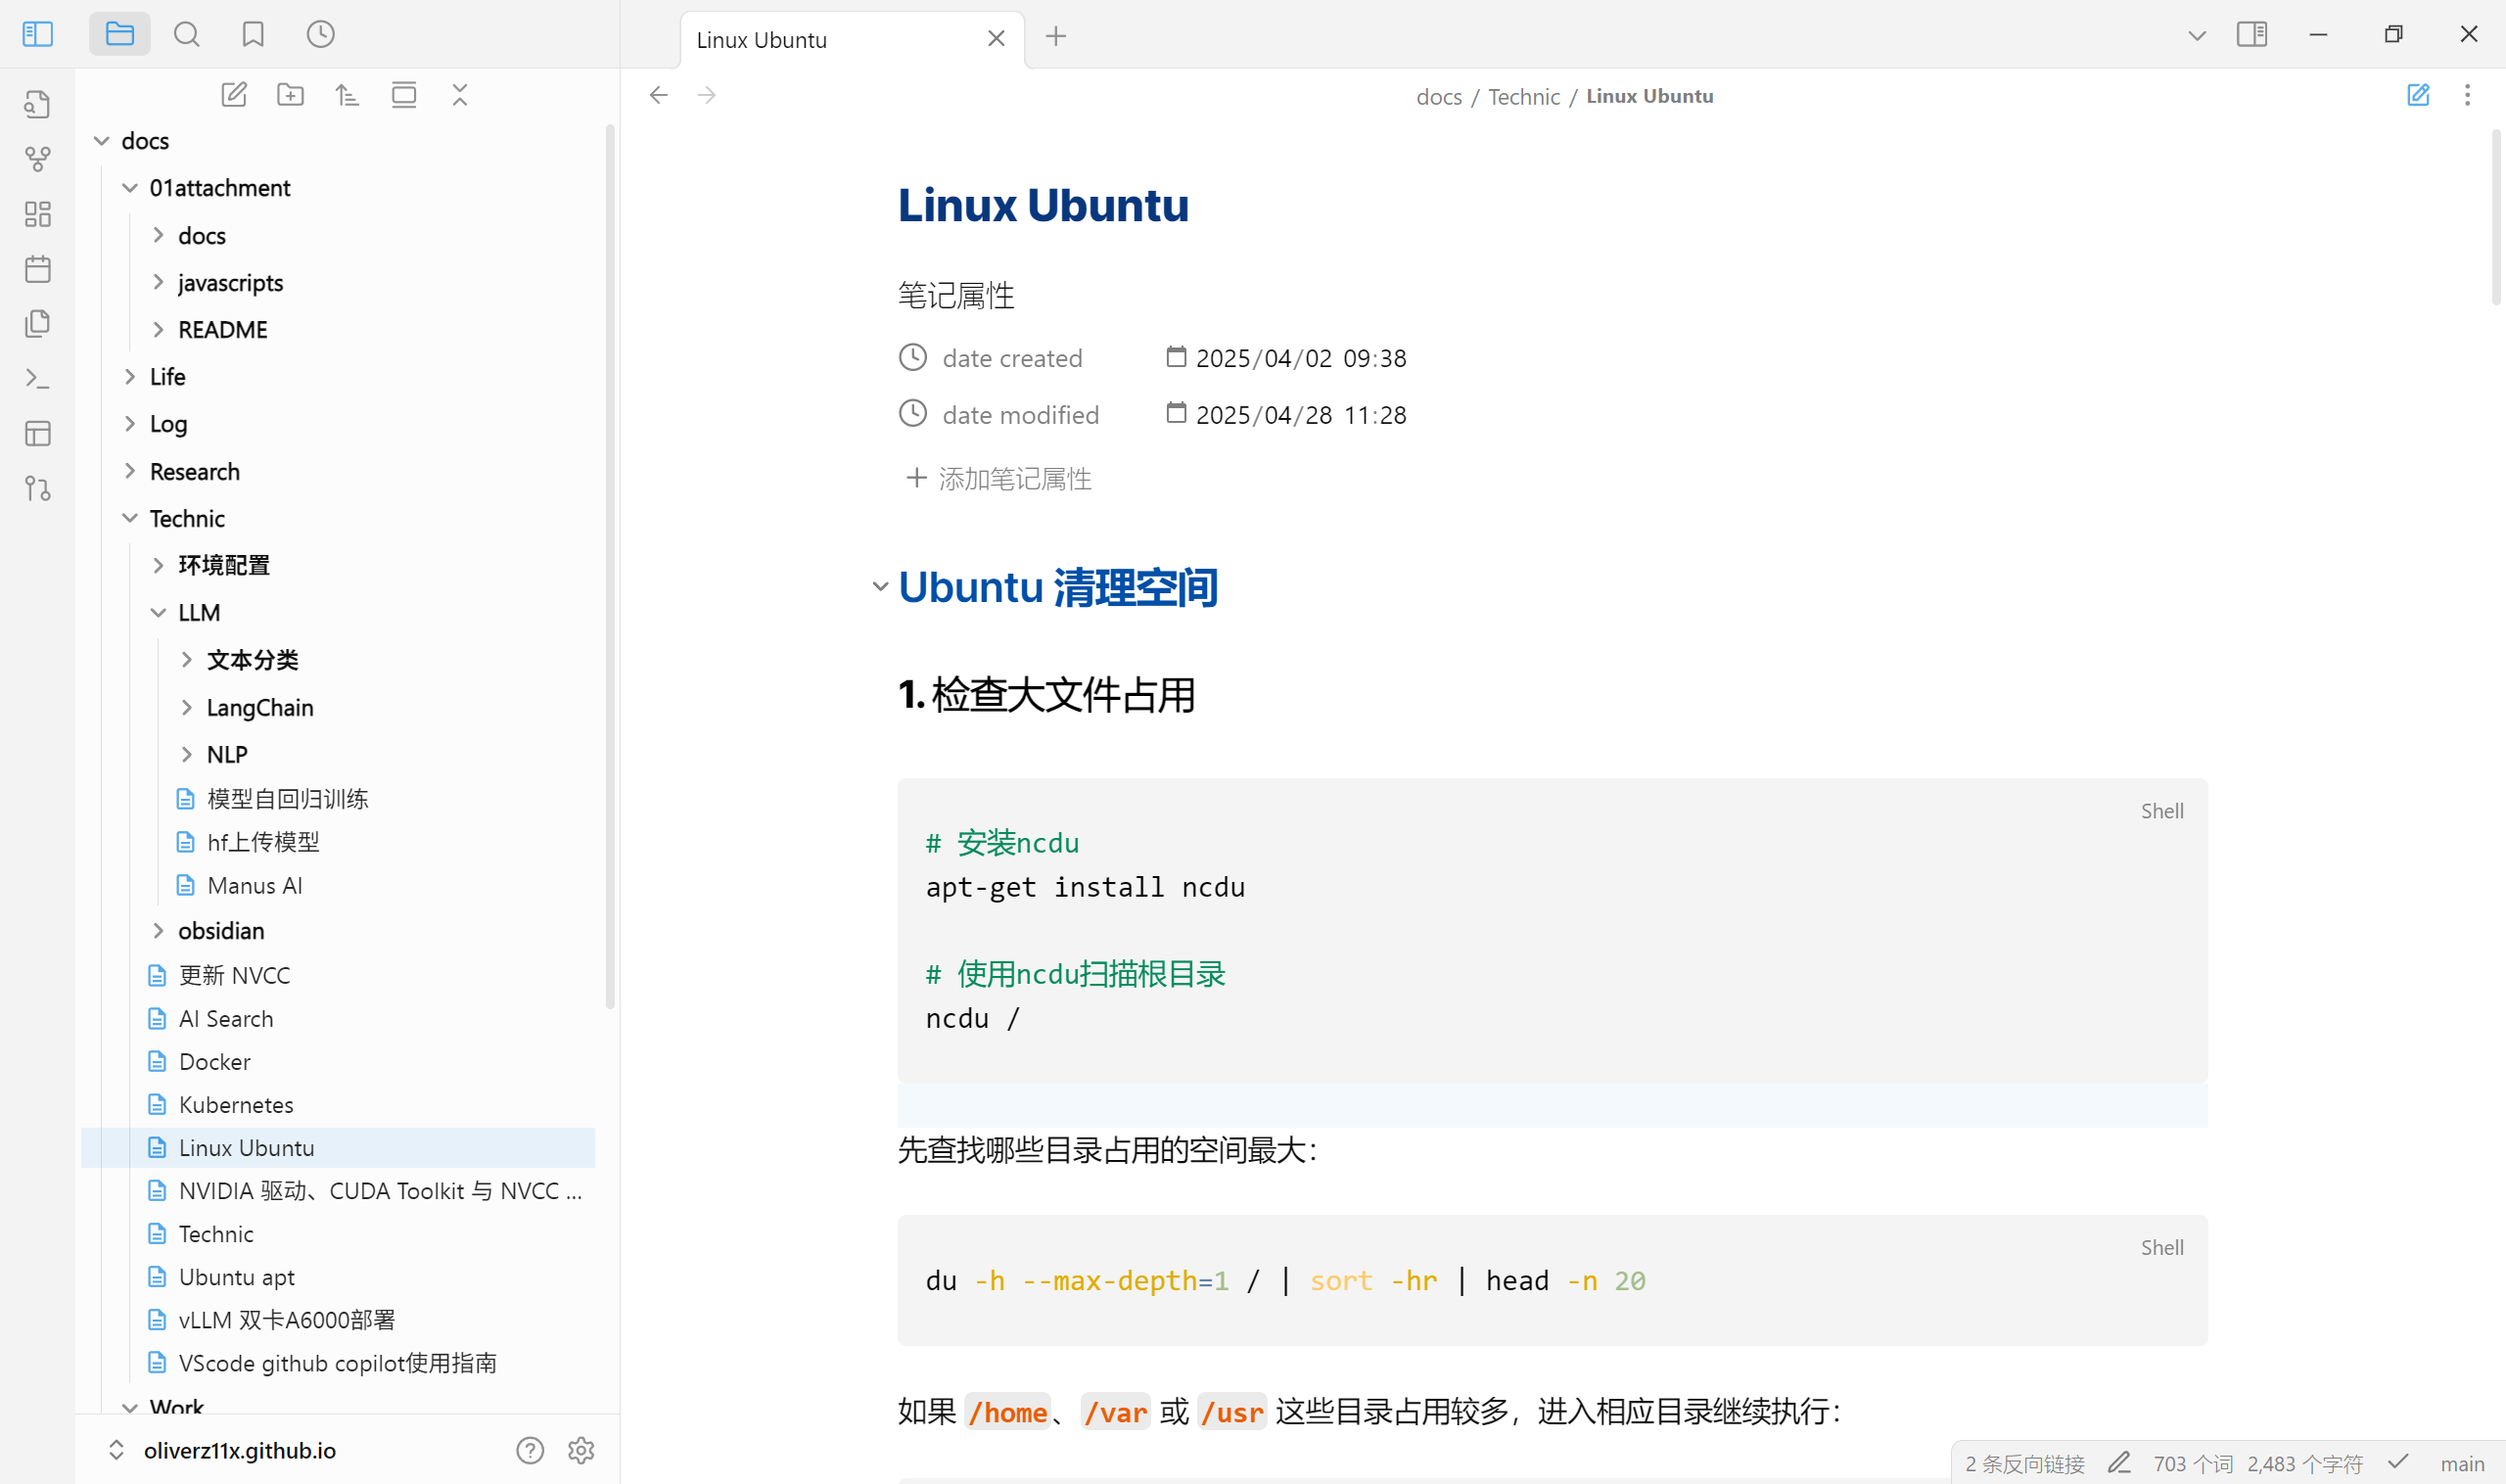 Linux Ubuntu
docs / Technic / Linux Ubuntu
docs
01attachment
docs
javascripts
README
Life
Log
Research
Technic
环境配置
LLM
文本分类
LangChain
NLP
模型自回归训练
hf上传模型
Manus AI
obsidian
更新 NVCC
AI Search
Docker
Kubernetes
Linux Ubuntu
NVIDIA 驱动、CUDA Toolkit 与 NVCC ...
Technic
Ubuntu apt
vLLM 双卡A6000部署
VScode github copilot使用指南
Work
oliverz11x.github.io
Linux Ubuntu
笔记属性
date created 2025/04/02 09:38
date modified 2025/04/28 11:28
添加笔记属性
Ubuntu 清理空间
1. 检查大文件占用
Shell
# 安装ncdu
apt-get install ncdu
# 使用ncdu扫描根目录
ncdu /
先查找哪些目录占用的空间最大：
Shell
du -h --max-depth=1 / | sort -hr | head -n 20
如果 /home、/var 或 /usr 这些目录占用较多，进入相应目录继续执行：
2 条反向链接 703 个词 2,483 个字符 main